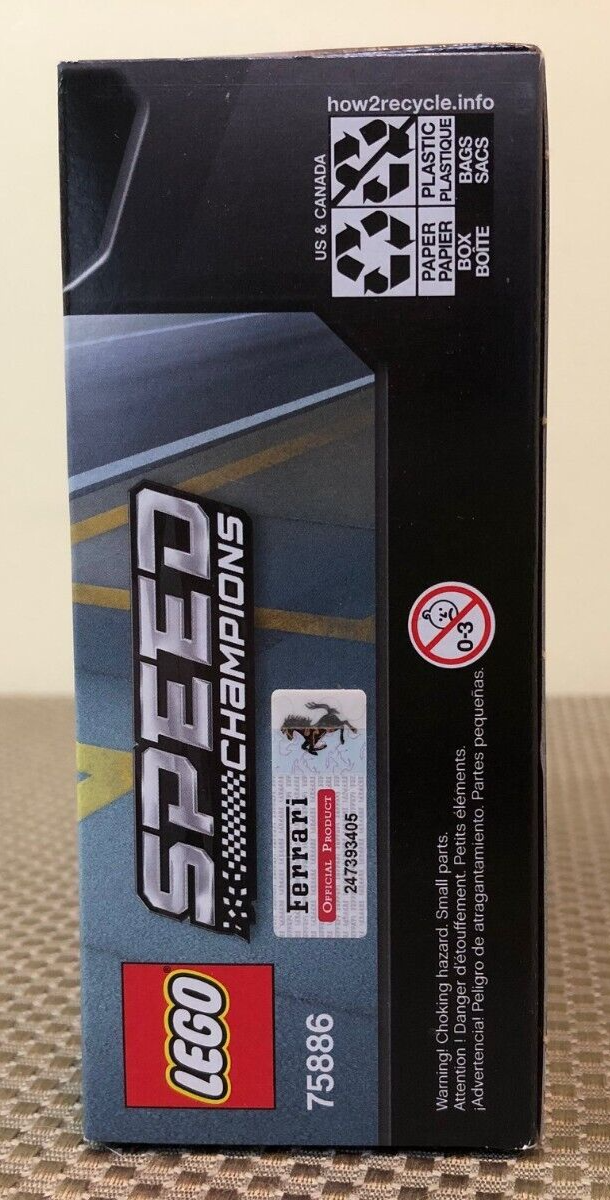 how2recycle.info
US & CANADA
PAPER
PAPIER
BOX
BOÎTE
PLASTIC
PLASTIQUE
BAGS
SACS
SPEED
CHAMPIONS
Ferrari
OFFICIAL PRODUCT
247393405
0-3
LEGO®
75886
Warning! Choking hazard. Small parts.
Attention ! Danger d'étouffement. Petits éléments.
¡Advertencia! Peligro de atragantamiento. Partes pequeñas.